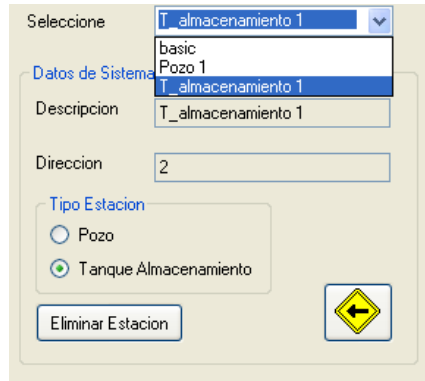 Seleccione
T_almacenamiento 1
basic
Pozo 1
T_almacenamiento 1
Datos de Sistema
Descripcion
T_almacenamiento 1
Direccion
2
Tipo Estacion
Pozo
Tanque Almacenamiento
Eliminar Estacion